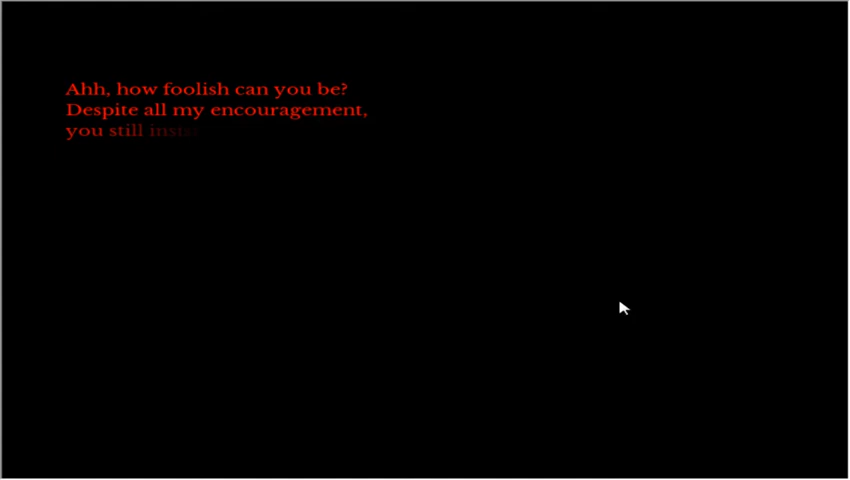 Ahh, how foolish can you be?
Despite all my encouragement,
you still